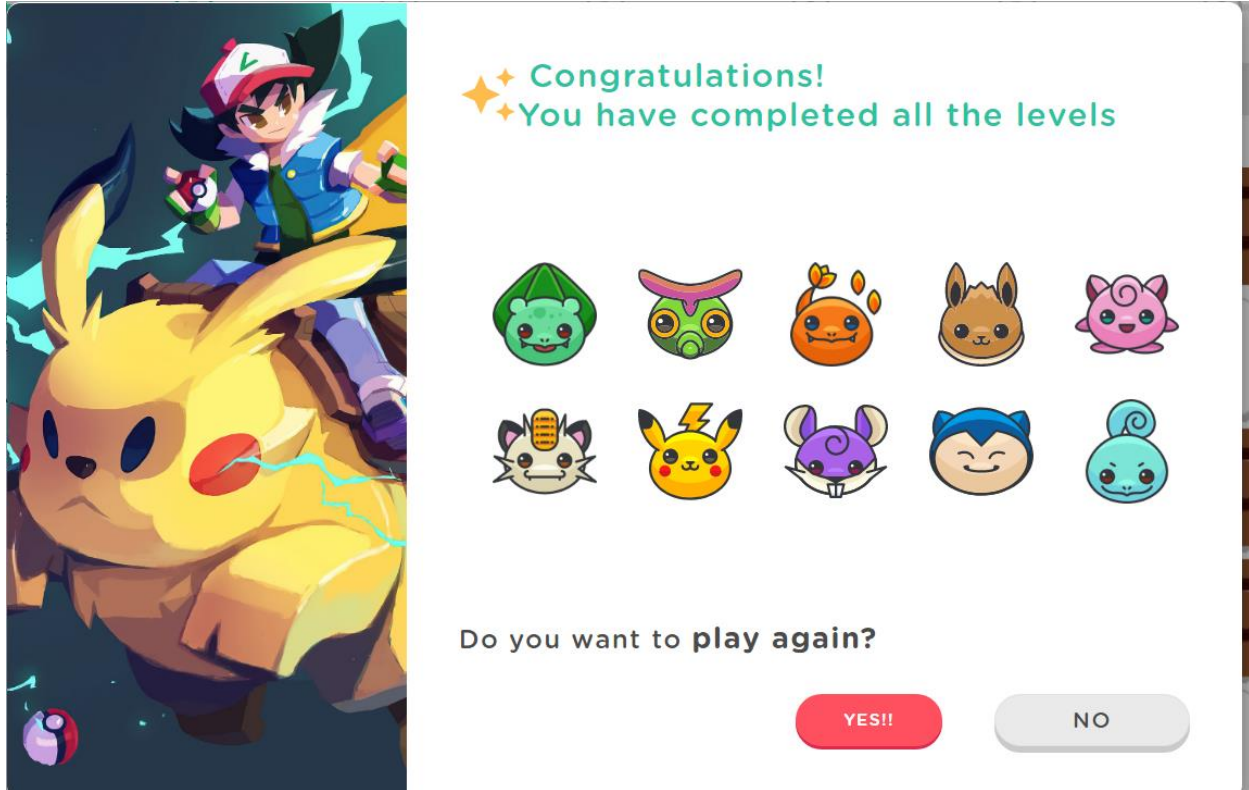 Congratulations!
You have completed all the levels
Do you want to play again?
YES!!
NO